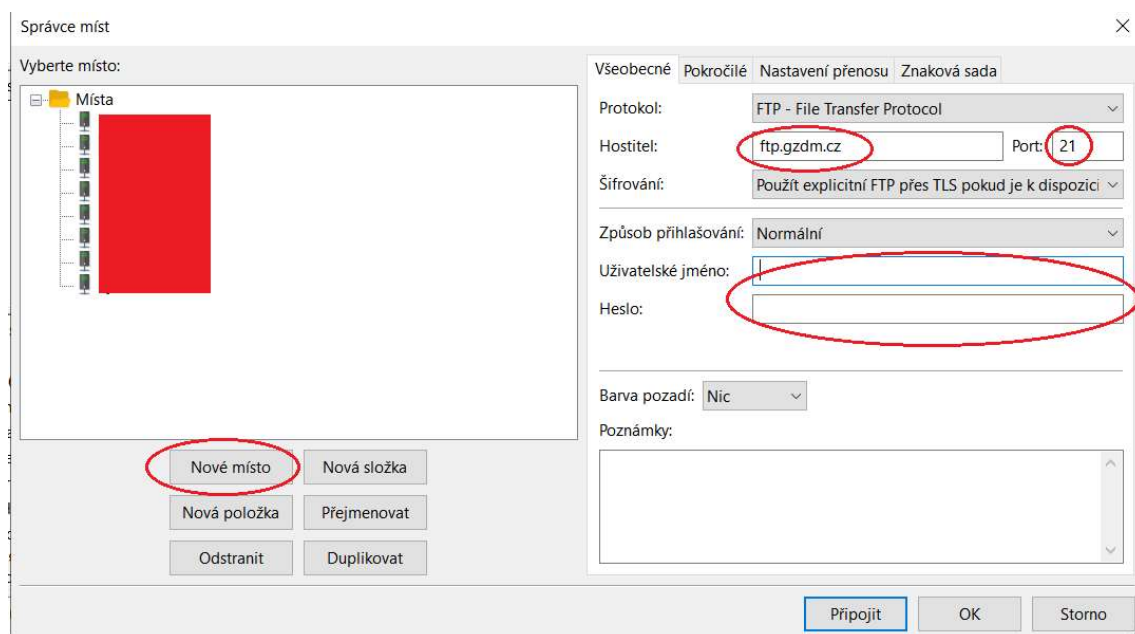 Správce míst
Vyberte místo:
Místa
Nové místo
Nová složka
Nová položka
Přejmenovat
Odstranit
Duplikovat
Všeobecné Pokročilé Nastavení přenosu Znaková sada
Protokol: FTP - File Transfer Protocol
Hostitel: ftp.gzdm.cz Port: 21
Šifrování: Použít explicitní FTP přes TLS pokud je k dispozici
Způsob přihlašování: Normální
Uživatelské jméno:
Heslo:
Barva pozadí: Nic
Poznámky:
Připojit OK Storno